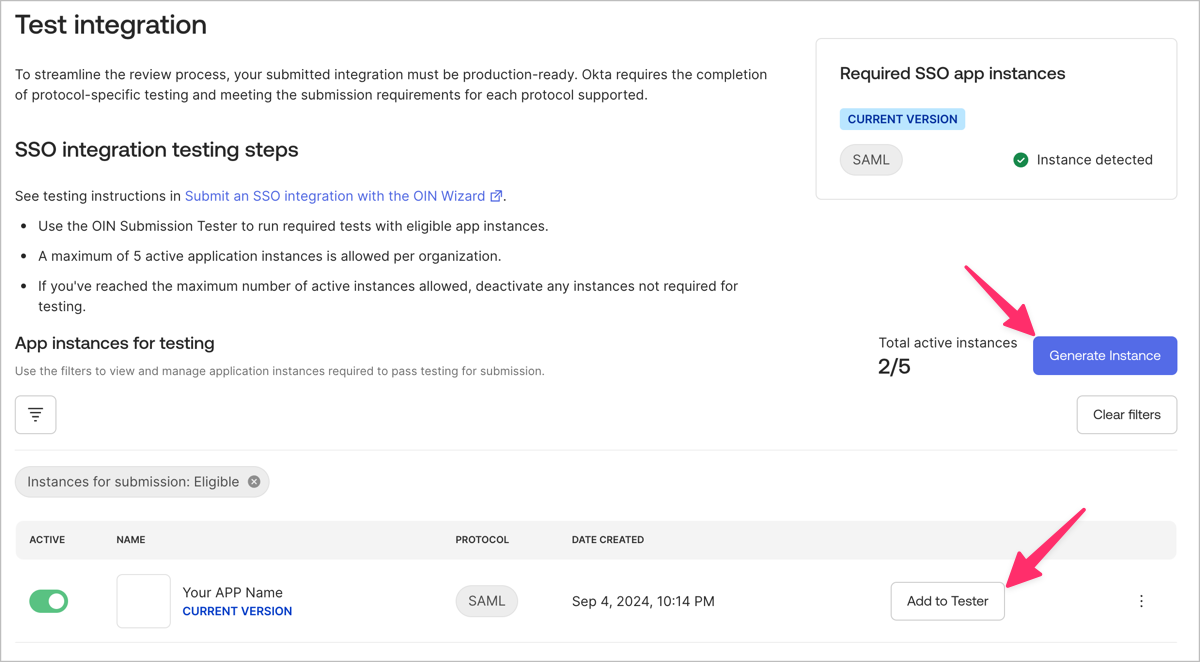 Test integration
To streamline the review process, your submitted integration must be production-ready. Okta requires the completion
of protocol-specific testing and meeting the submission requirements for each protocol supported.
Required SSO app instances
CURRENT VERSION
SAML
Instance detected
SSO integration testing steps
See testing instructions in Submit an SSO integration with the OIN Wizard.
• Use the OIN Submission Tester to run required tests with eligible app instances.
• A maximum of 5 active application instances is allowed per organization.
• If you've reached the maximum number of active instances allowed, deactivate any instances not required for
testing.
App instances for testing
Use the filters to view and manage application instances required to pass testing for submission.
Total active instances
2/5
Generate Instance
Clear filters
Instances for submission: Eligible
ACTIVE NAME PROTOCOL DATE CREATED
Your APP Name
CURRENT VERSION
SAML
Sep 4, 2024, 10:14 PM
Add to Tester